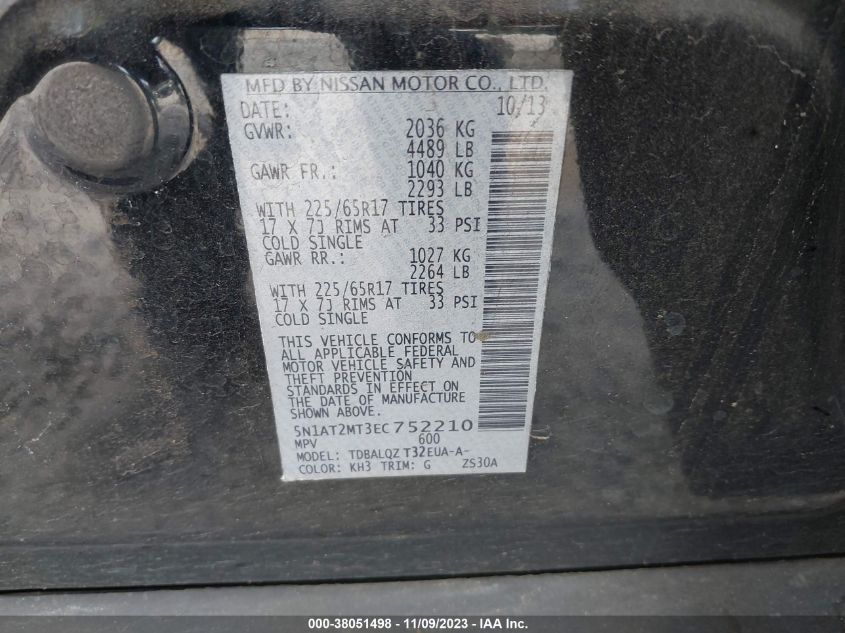 MFD BY NISSAN MOTOR CO., LTD.
DATE: 10/13
GVWR: 2036 KG
4489 LB
GAWR FR.: 1040 KG
2293 LB
WITH 225/65R17 TIRES
17 X 7J RIMS AT 33 PSI
COLD SINGLE
GAWR RR.: 1027 KG
2264 LB
WITH 225/65R17 TIRES
17 X 7J RIMS AT 33 PSI
COLD SINGLE
THIS VEHICLE CONFORMS TO
ALL APPLICABLE FEDERAL
MOTOR VEHICLE SAFETY AND
THEFT PREVENTION
STANDARDS IN EFFECT ON
THE DATE OF MANUFACTURE
SHOWN ABOVE.
5N1AT2MT3EC752210
MPV 600
MODEL: TDBALQZ T32EUA-A-
COLOR: KH3 TRIM: G ZS30A
000-38051498 - 11/09/2023 - IAA Inc.